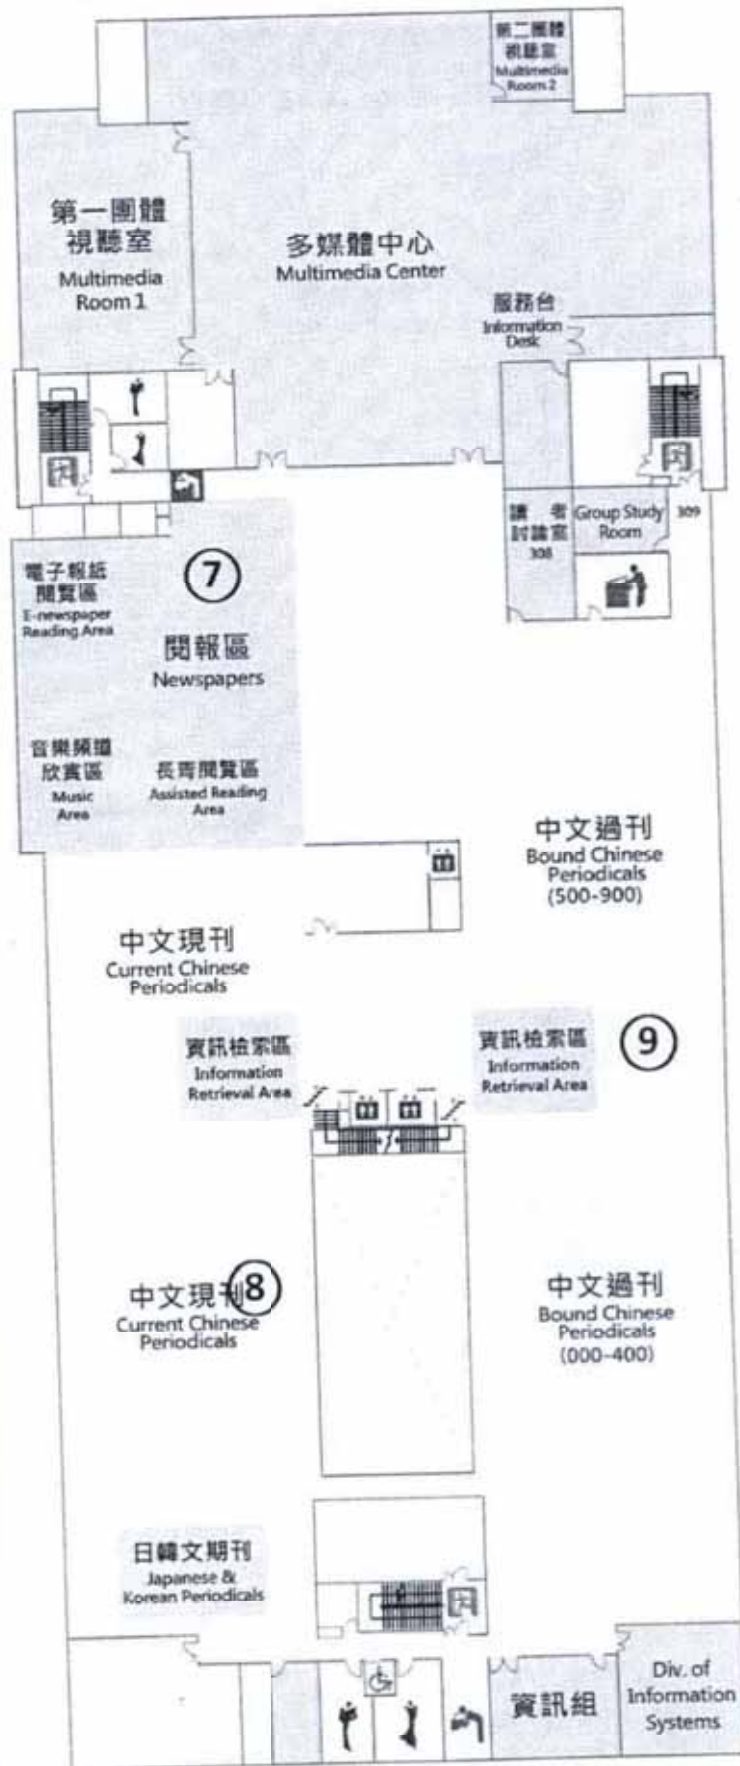 第二團體
視聽室
Multimedia
Room 2
第一團體
視聽室
Multimedia
Room 1
多媒體中心
Multimedia Center
服務台
Information
Desk
讀 者
討論室
308
Group Study
Room
309
電子報紙
閱覽區
E-newspaper
Reading Area
7
閱報區
Newspapers
音樂頻道
欣賞區
Music
Area
長青閱覽區
Assisted Reading
Area
中文過刊
Bound Chinese
Periodicals
(500-900)
中文現刊
Current Chinese
Periodicals
資訊檢索區
Information
Retrieval Area
資訊檢索區
Information
Retrieval Area
9
中文現刊
8
Current Chinese
Periodicals
中文過刊
Bound Chinese
Periodicals
(000-400)
日韓文期刊
Japanese &
Korean Periodicals
資訊組
Div. of
Information
Systems